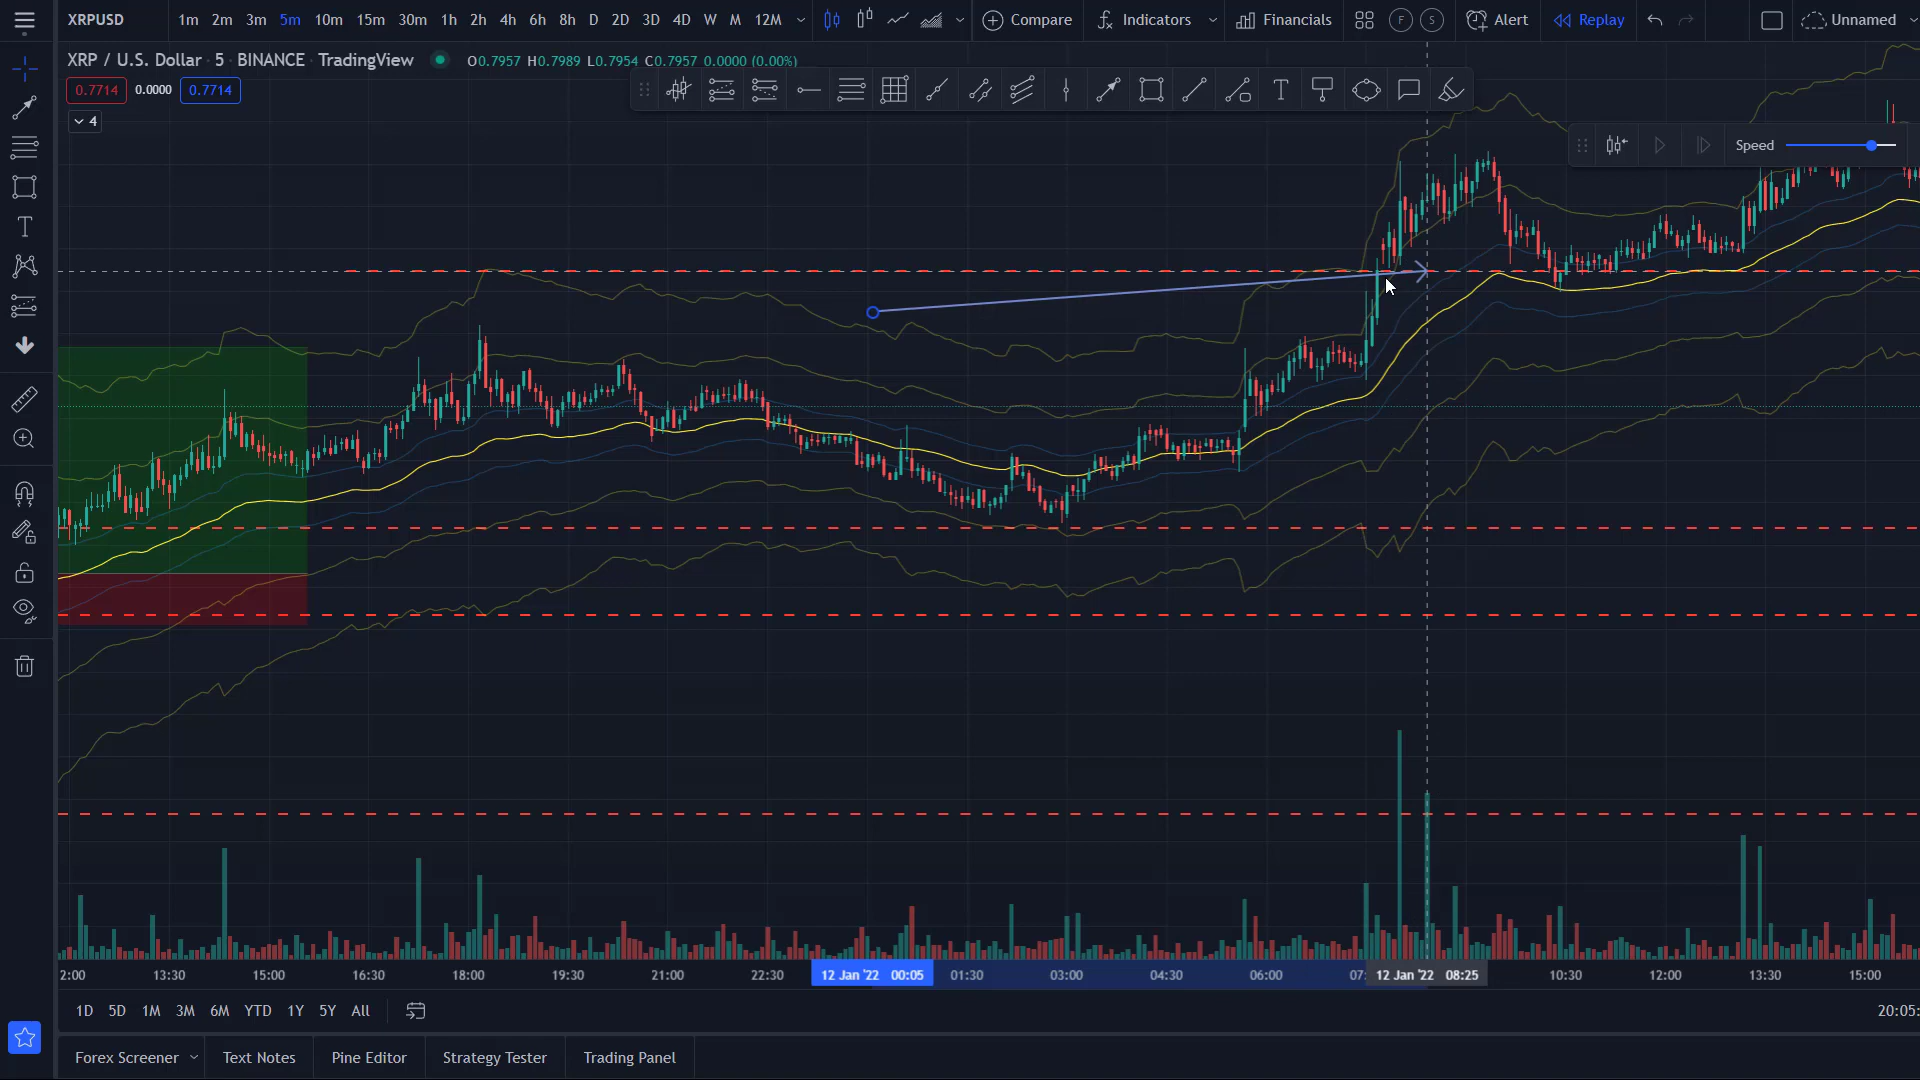 XRPUSD 1m 2m 3m 5m 10m 15m 30m 1h 2h 4h 6h 8h D 2D 3D 4D W M 12M Compare Indicators Financials F S Alert Replay Unnamed
XRP / U.S. Dollar · 5 · BINANCE · TradingView O0.7957 H0.7989 L0.7954 C0.7957 0.0000 (0.00%)
0.7714 0.0000 0.7714
4
T
Speed
T
2:00 13:30 15:00 16:30 18:00 19:30 21:00 22:30 12 Jan '22 00:05 01:30 03:00 04:30 06:00 07: 12 Jan '22 08:25 10:30 12:00 13:30 15:00
1D 5D 1M 3M 6M YTD 1Y 5Y All 20:05:
Forex Screener Text Notes Pine Editor Strategy Tester Trading Panel